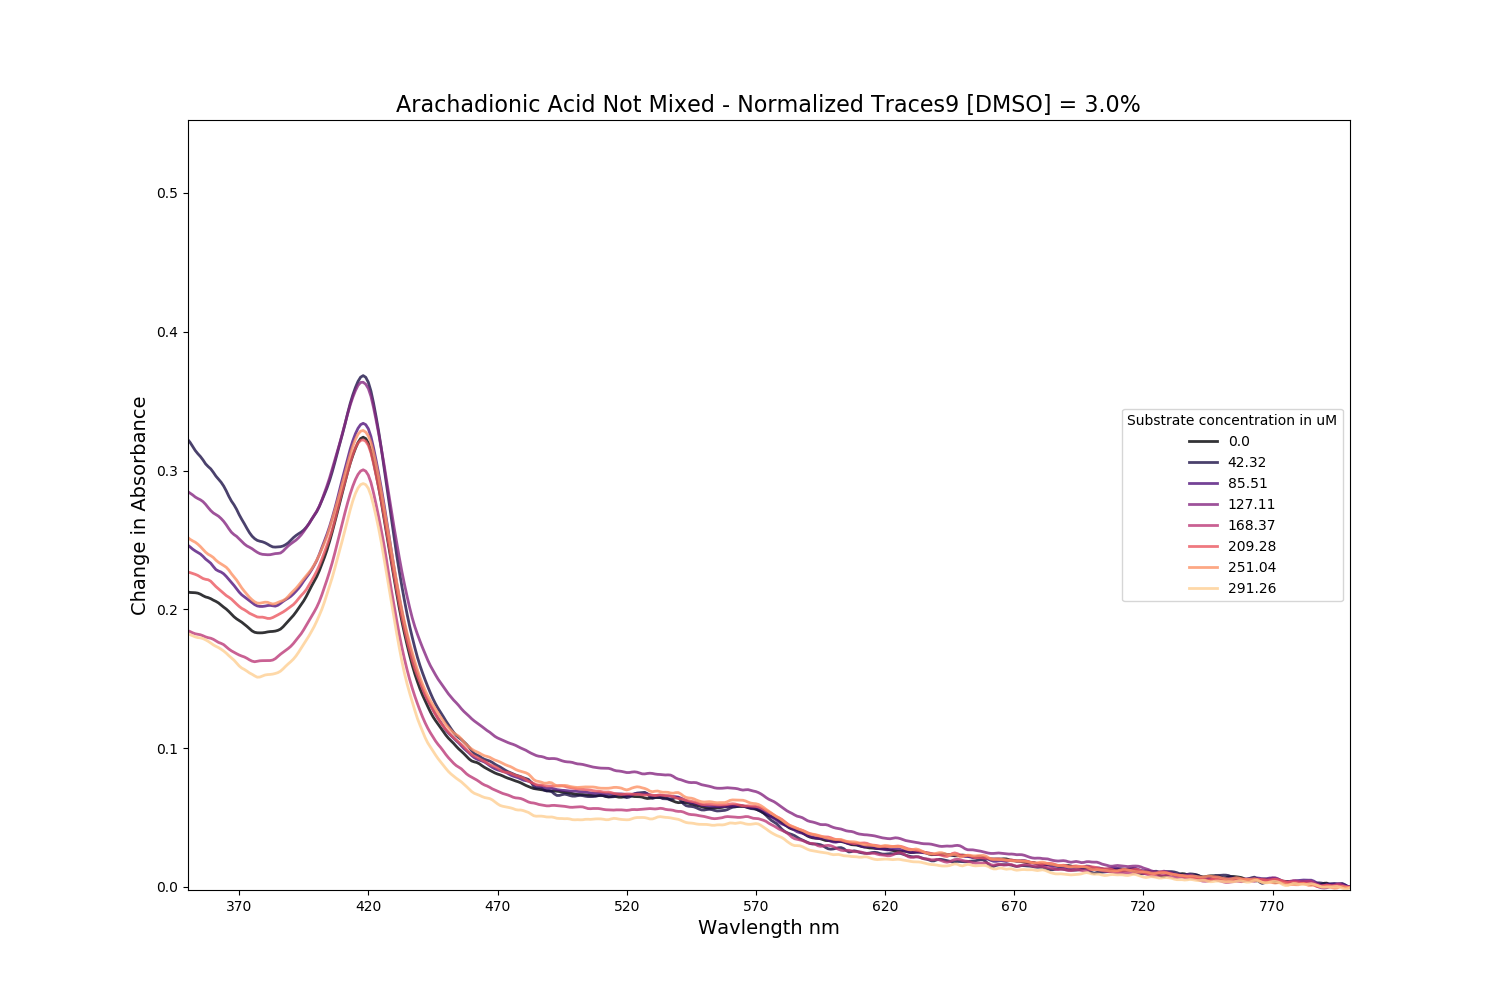 Arachadionic Acid Not Mixed - Normalized Traces9 [DMSO] = 3.0%
Change in Absorbance
0.5
0.4
0.3
0.2
0.1
0.0
Substrate concentration in uM
0.0
42.32
85.51
127.11
168.37
209.28
251.04
291.26
370 420 470 520 570 620 670 720 770
Wavlength nm